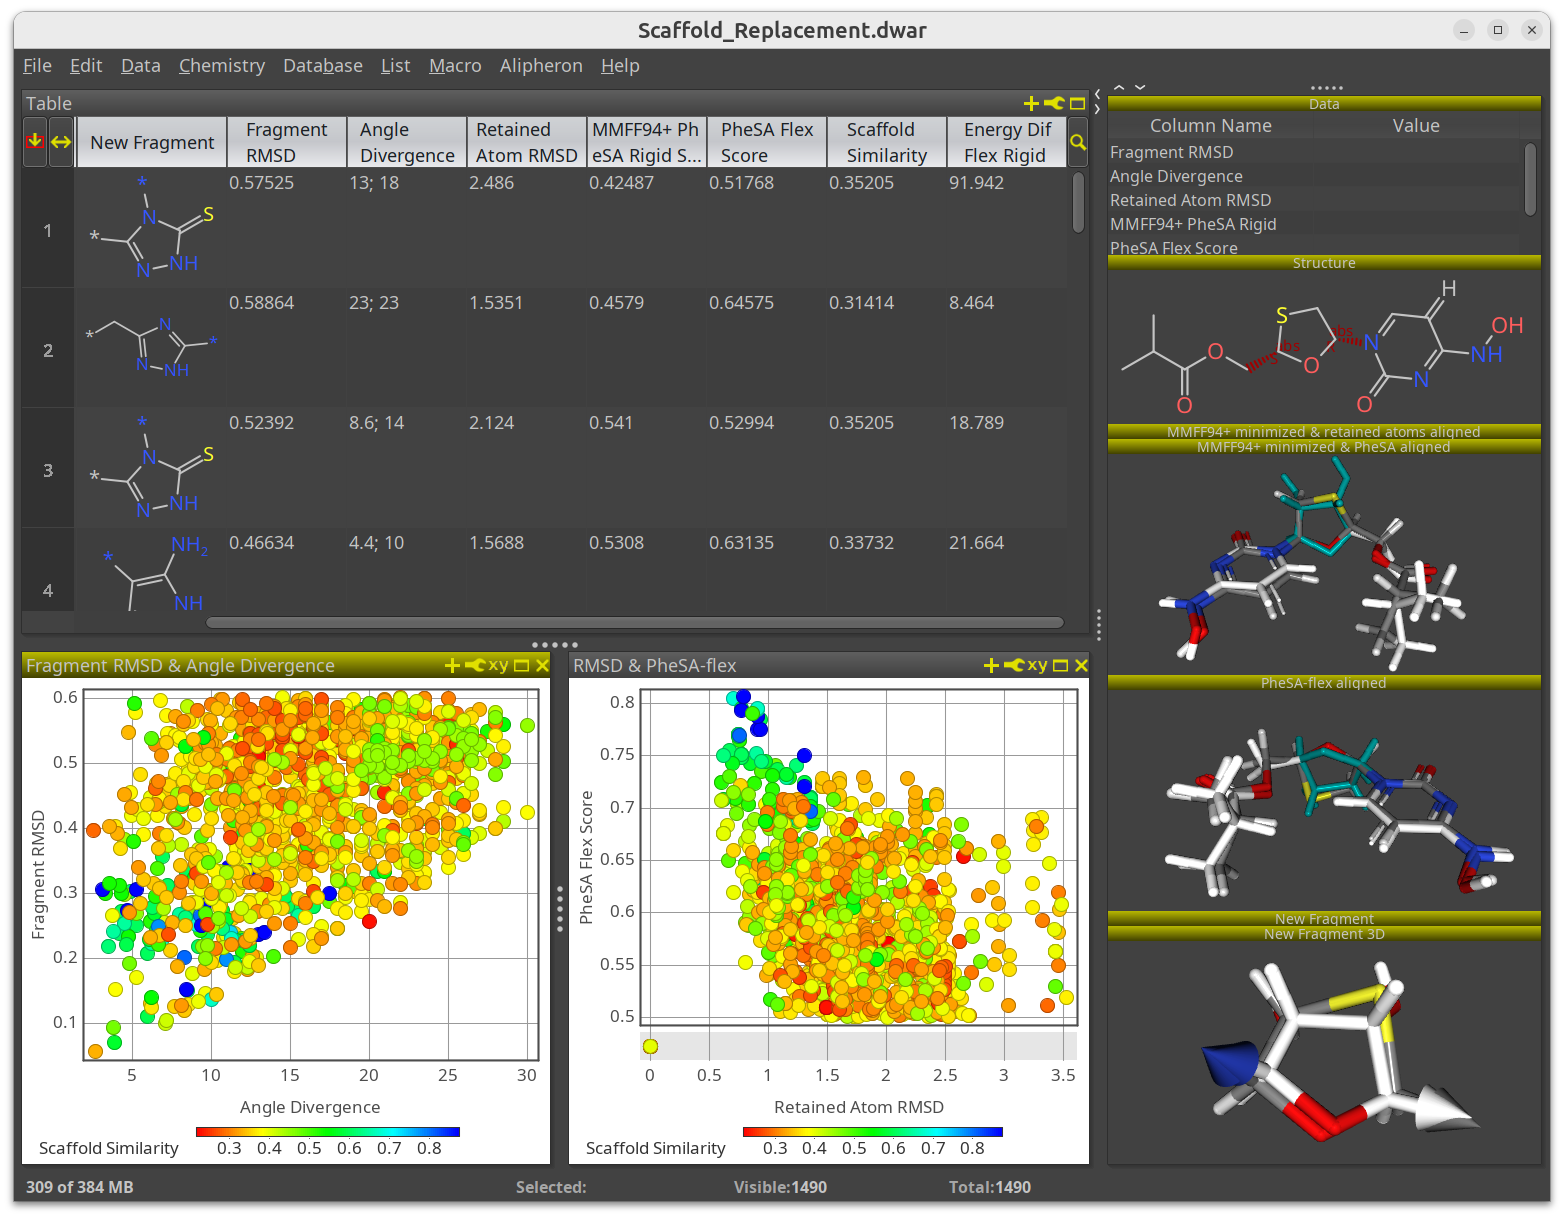 Scaffold_Replacement.dwar
File Edit Data Chemistry Database List Macro Alipheron Help
Table
New Fragment
Fragment RMSD
Angle Divergence
Retained Atom RMSD
MMFF94+ Ph eSA Rigid S...
PheSA Flex Score
Scaffold Similarity
Energy Dif Flex Rigid
1 0.57525 13; 18 2.486 0.42487 0.51768 0.35205 91.942
* N S * N NH
2 0.58864 23; 23 1.5351 0.4579 0.64575 0.31414 8.464
* N * N NH
3 0.52392 8.6; 14 2.124 0.541 0.52994 0.35205 18.789
* N S * N NH
4 0.46634 4.4; 10 1.5688 0.5308 0.63135 0.33732 21.664
* NH2 NH
Fragment RMSD & Angle Divergence xy
0.6
0.5
0.4
0.3
0.2
0.1
Fragment RMSD
5 10 15 20 25 30
Angle Divergence
Scaffold Similarity
0.3 0.4 0.5 0.6 0.7 0.8
RMSD & PheSA-flex xy
0.8
0.75
0.7
0.65
0.6
0.55
0.5
PheSA Flex Score
0 0.5 1 1.5 2 2.5 3 3.5
Retained Atom RMSD
Scaffold Similarity
0.3 0.4 0.5 0.6 0.7 0.8
Data
Column Name Value
Fragment RMSD
Angle Divergence
Retained Atom RMSD
MMFF94+ PheSA Rigid
PheSA Flex Score
Structure
H
S OH
abs
O abs N NH
O
N
O O
MMFF94+ minimized & retained atoms aligned
MMFF94+ minimized & PheSA aligned
PheSA-flex aligned
New Fragment
New Fragment 3D
309 of 384 MB Selected: Visible:1490 Total:1490